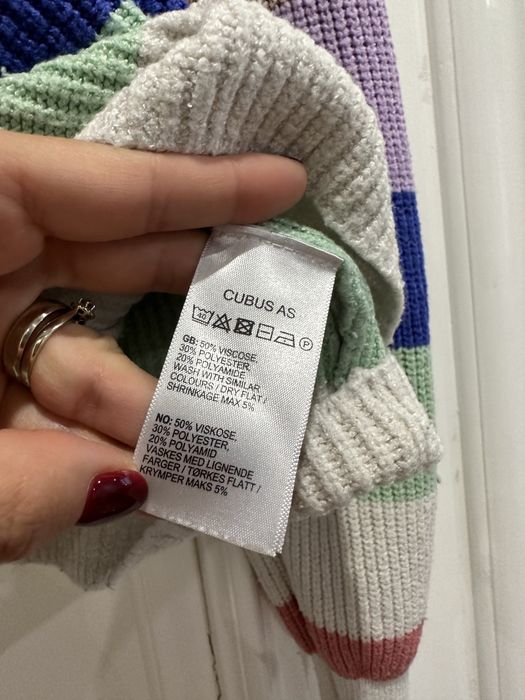 CUBUS AS
40 P
GB: 50% VISCOSE,
30% POLYESTER,
20% POLYAMIDE
WASH WITH SIMILAR
COLOURS / DRY FLAT /
SHRINKAGE MAX 5%
NO: 50% VISKOSE,
30% POLYESTER,
20% POLYAMID
VASKES MED LIGNENDE
FARGER / TØRKES FLATT /
KRYMPER MAKS 5%